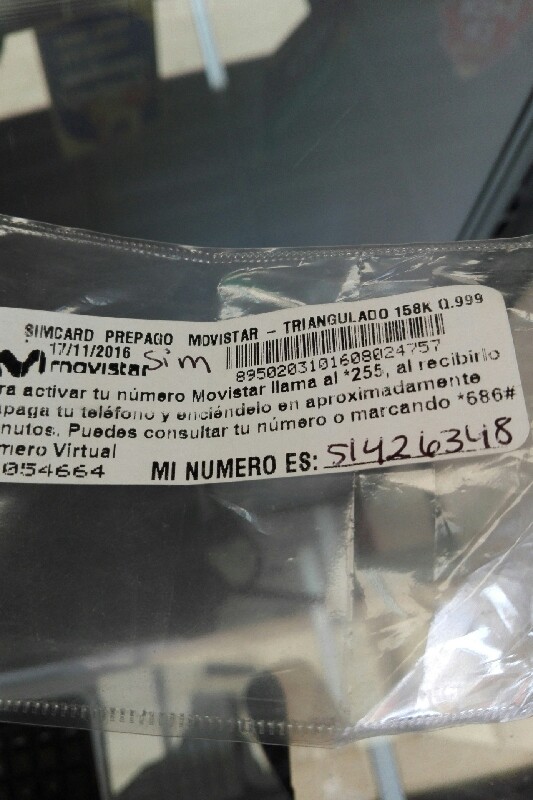 SIMCARD PREPAGO MOVISTAR - TRIANGULADO 158K 0.999
17/11/2016 Sim
movistar 8950203101608024757
ra activar tu número Movistar llama al *255, al recibirlo
apaga tu teléfono y enciéndelo en aproximadamente
nutos. Puedes consultar tu número o marcando *686#
mero Virtual
054664 MI NUMERO ES: 51426348